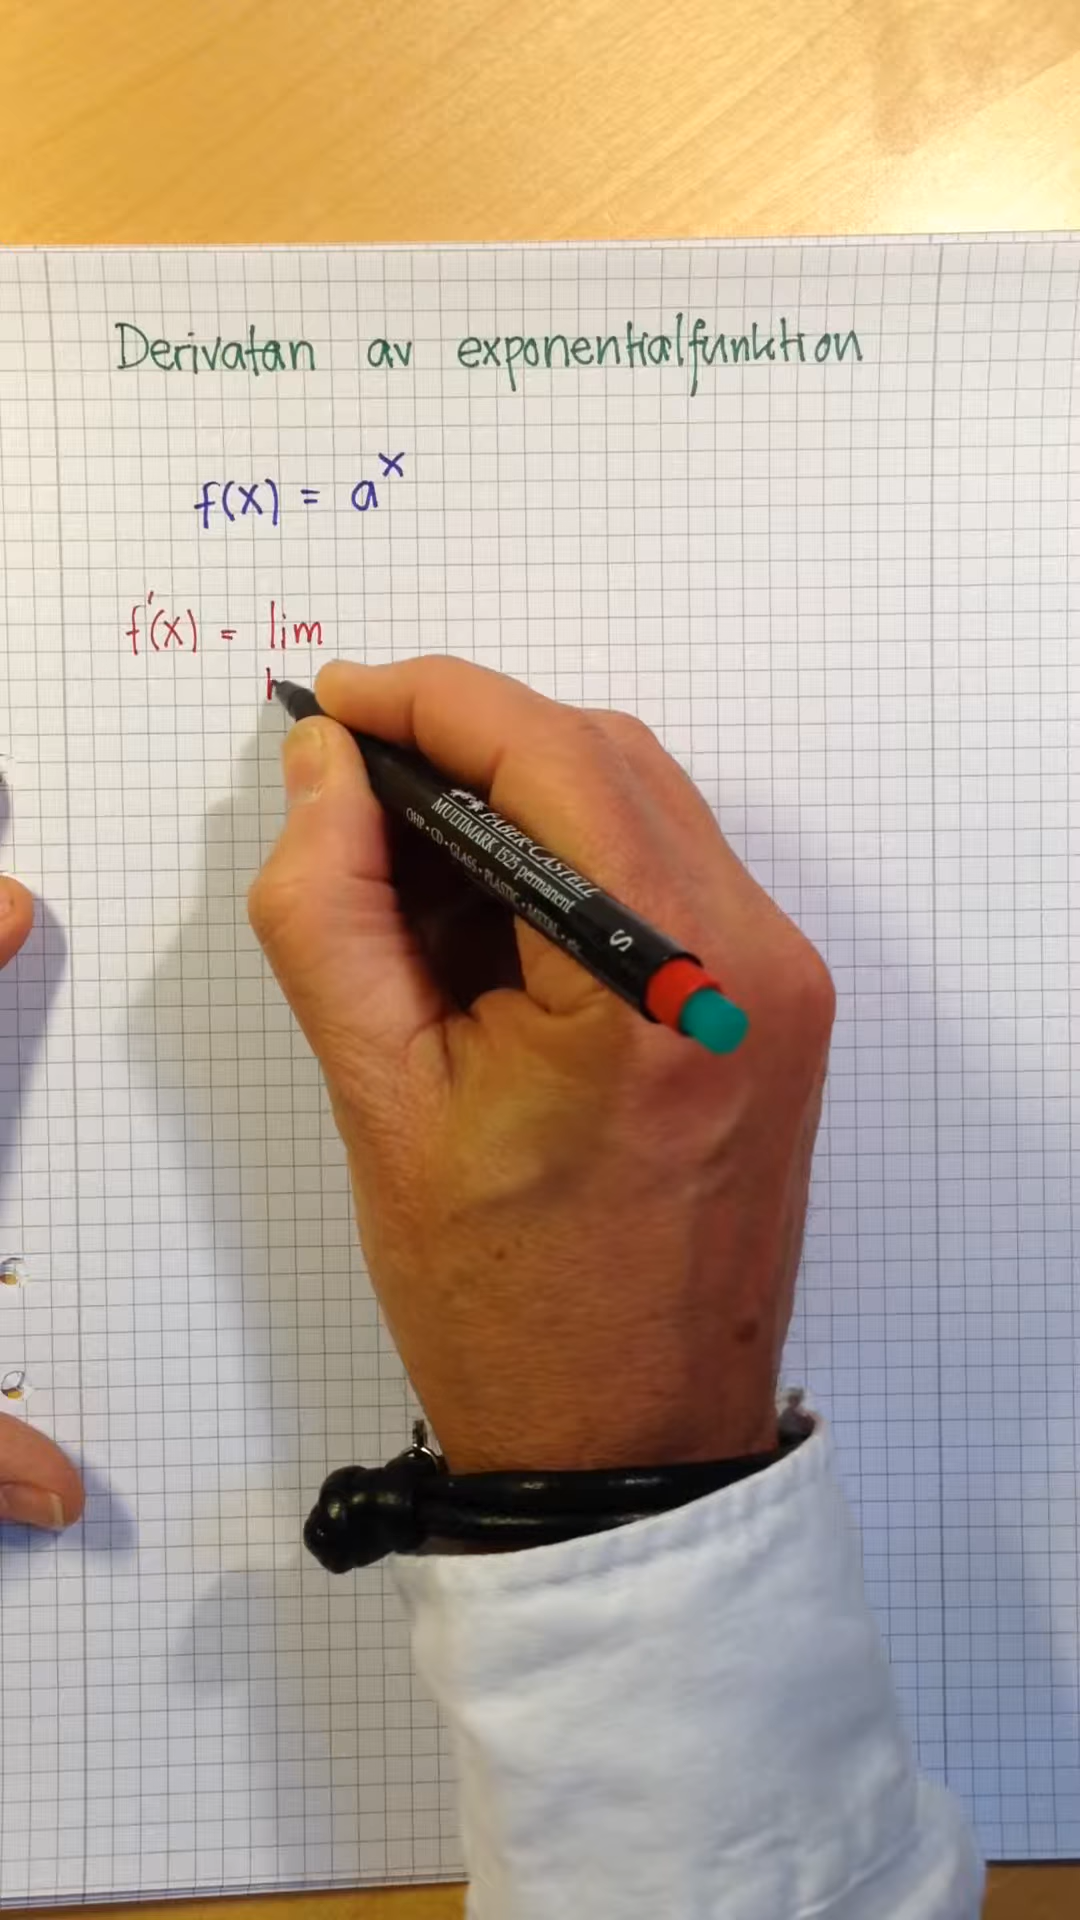 Derivatan av exponentialfunktion
f(x) = a^x
f'(x) = lim
h
FABER-CASTELL
MULTIMARK 1525 permanent
OHP • CD • GLASS • PLASTIC • METAL • etc.
S